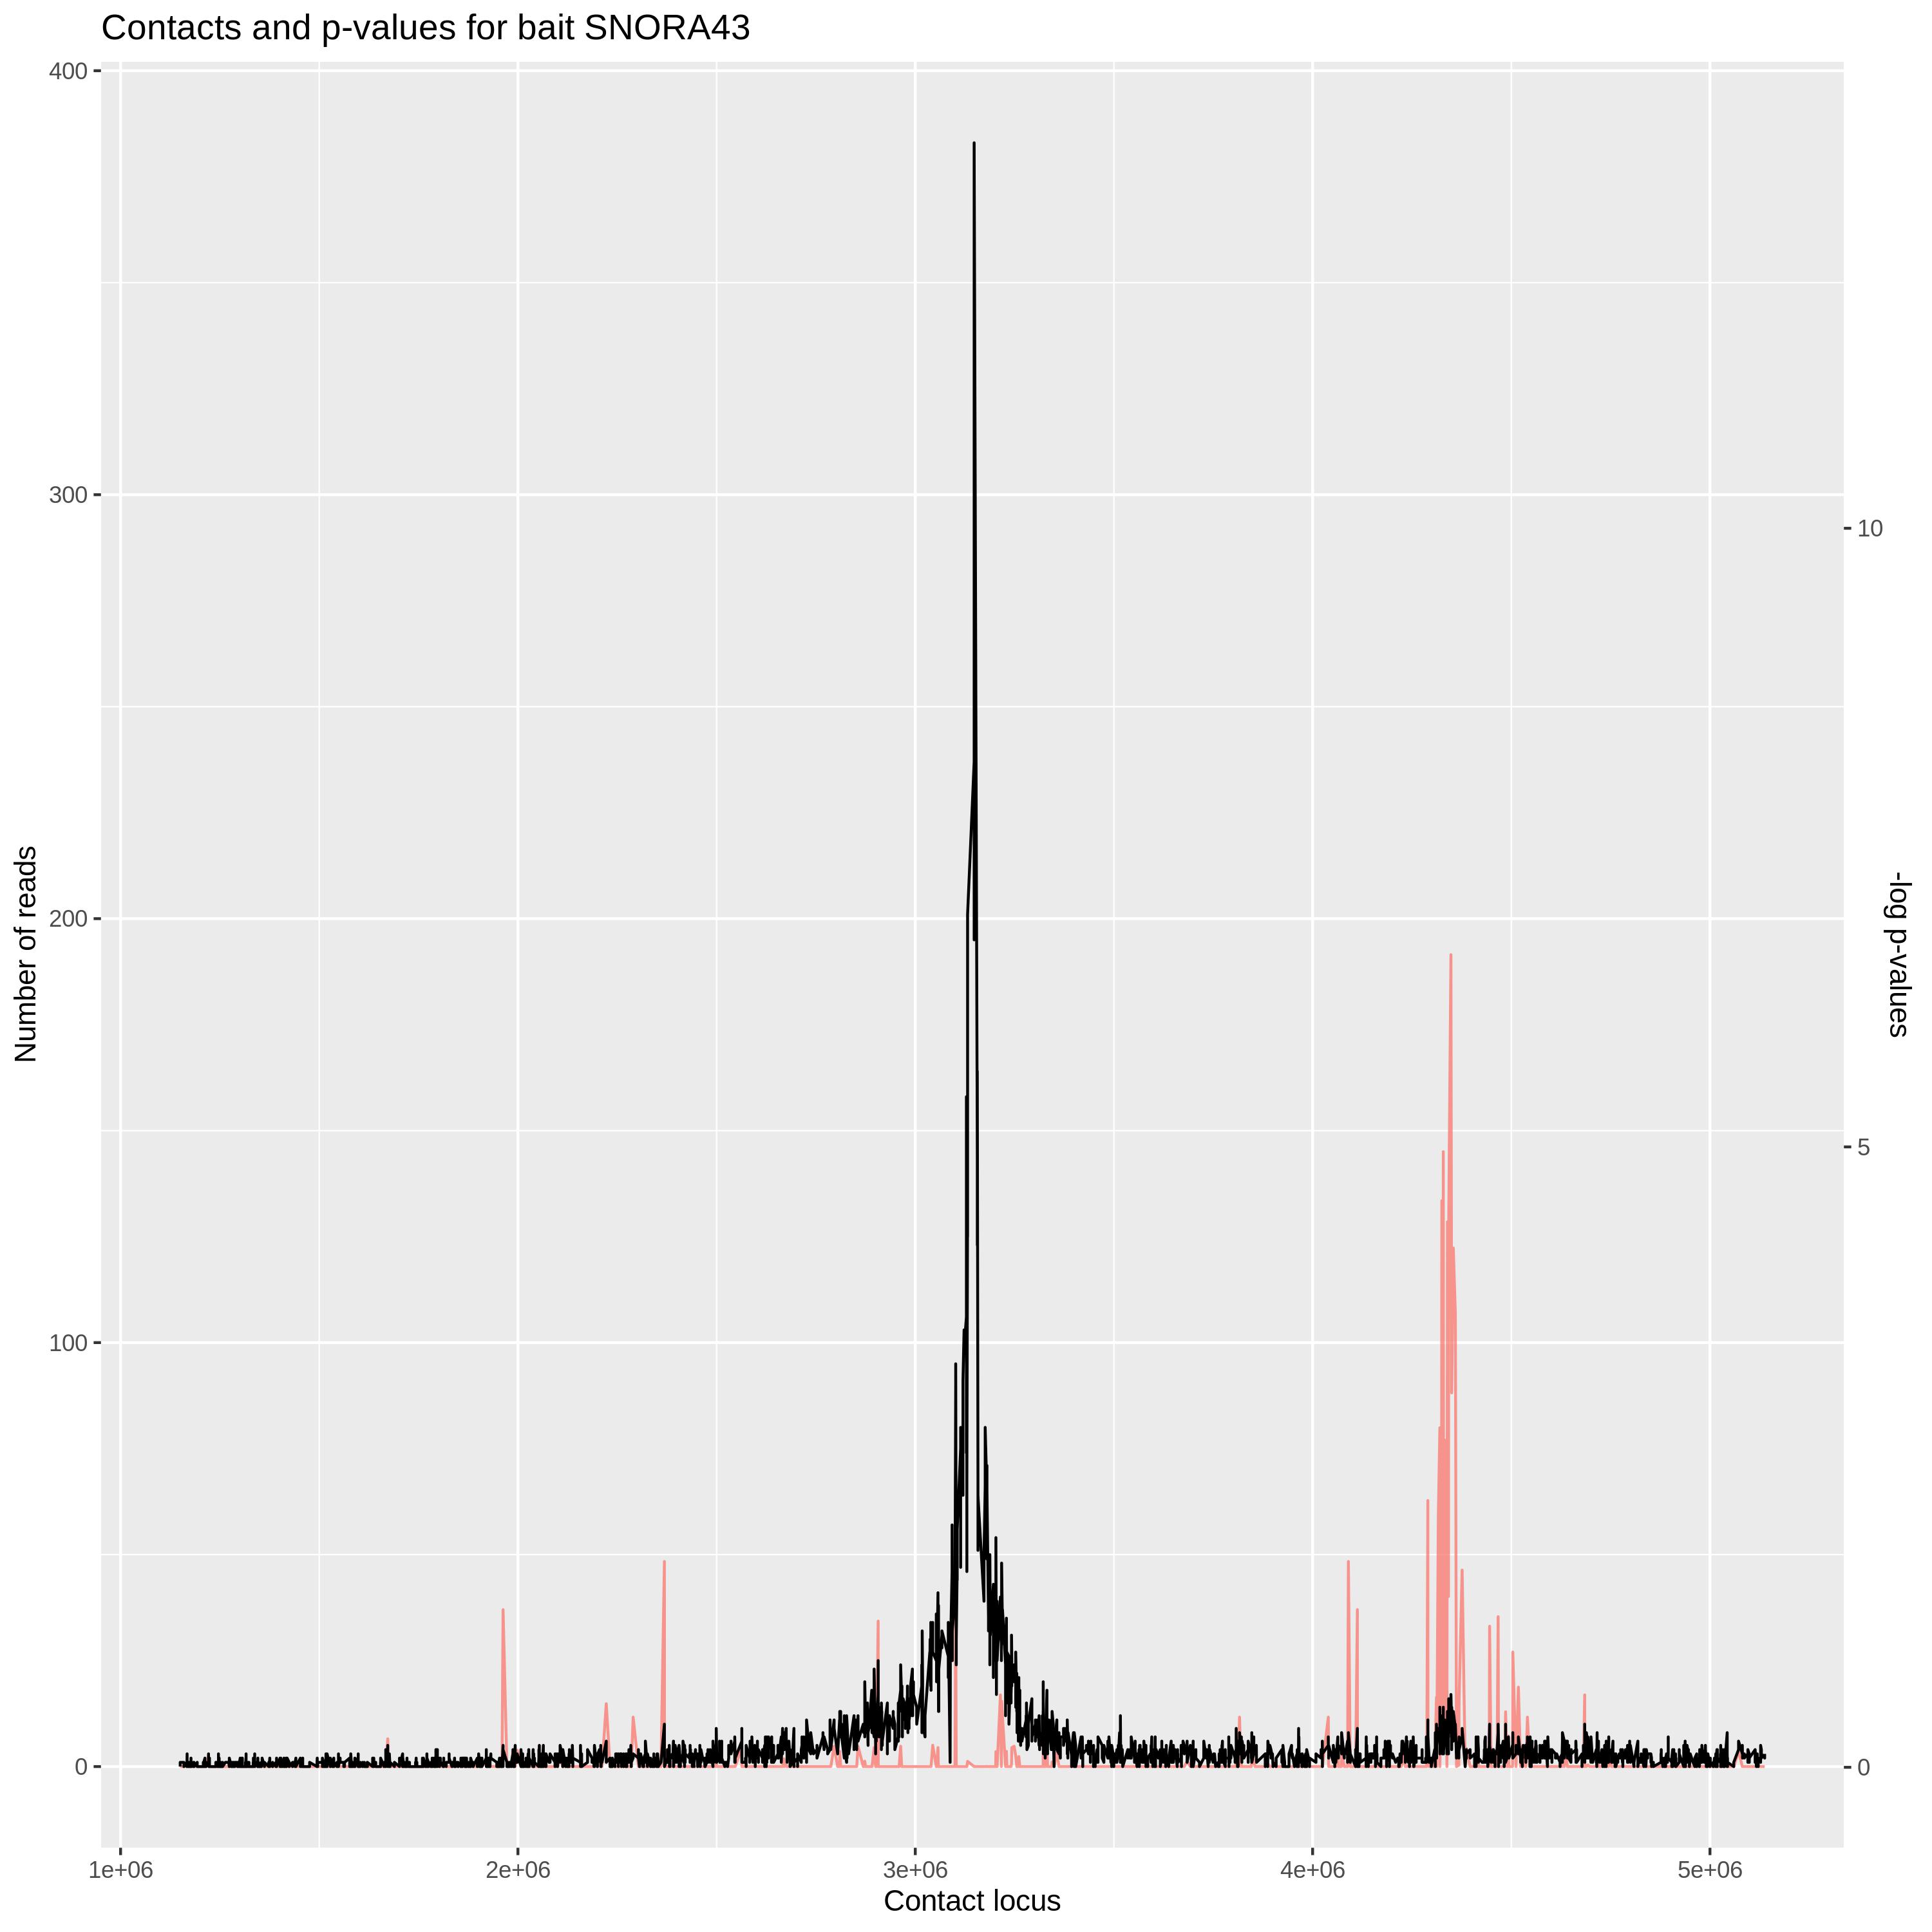 Contacts and p-values for bait SNORA43
400
300
200
100
0
Number of reads
10
5
0
-log p-values
1e+06
2e+06
3e+06
4e+06
5e+06
Contact locus